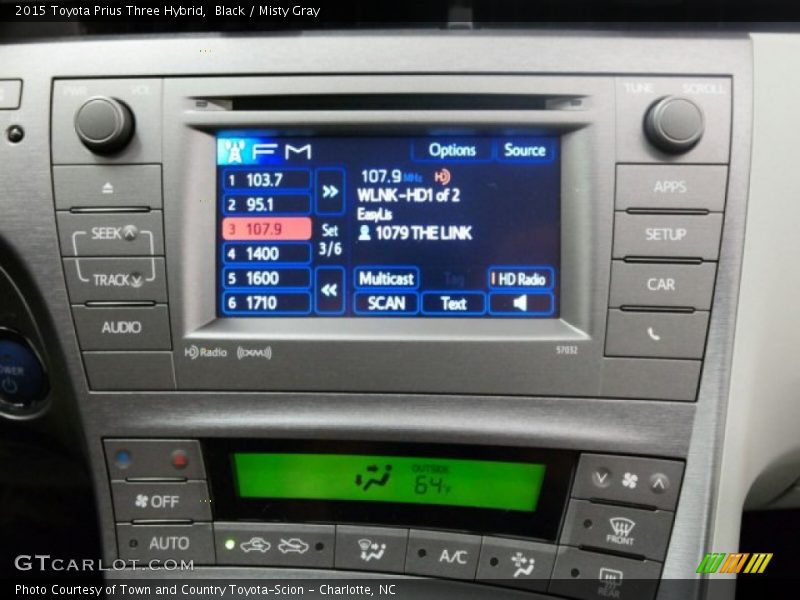 2015 Toyota Prius Three Hybrid, Black / Misty Gray
PWR VOL
TUNE SCROLL
FM Options Source
1 103.7
2 95.1
3 107.9
4 1400
5 1600
6 1710
Set
3/6
107.9 MHz HD
WLNK-HD1 of 2
EasyLis
1079 THE LINK
Multicast Tag HD Radio
SCAN Text
SEEK
TRACK
AUDIO
APPS
SETUP
CAR
HD Radio ((XM))
57032
POWER
OUTSIDE
64°F
OFF
AUTO
A/C
FRONT
REAR
GTCARLOT.COM
Photo Courtesy of Town and Country Toyota-Scion - Charlotte, NC